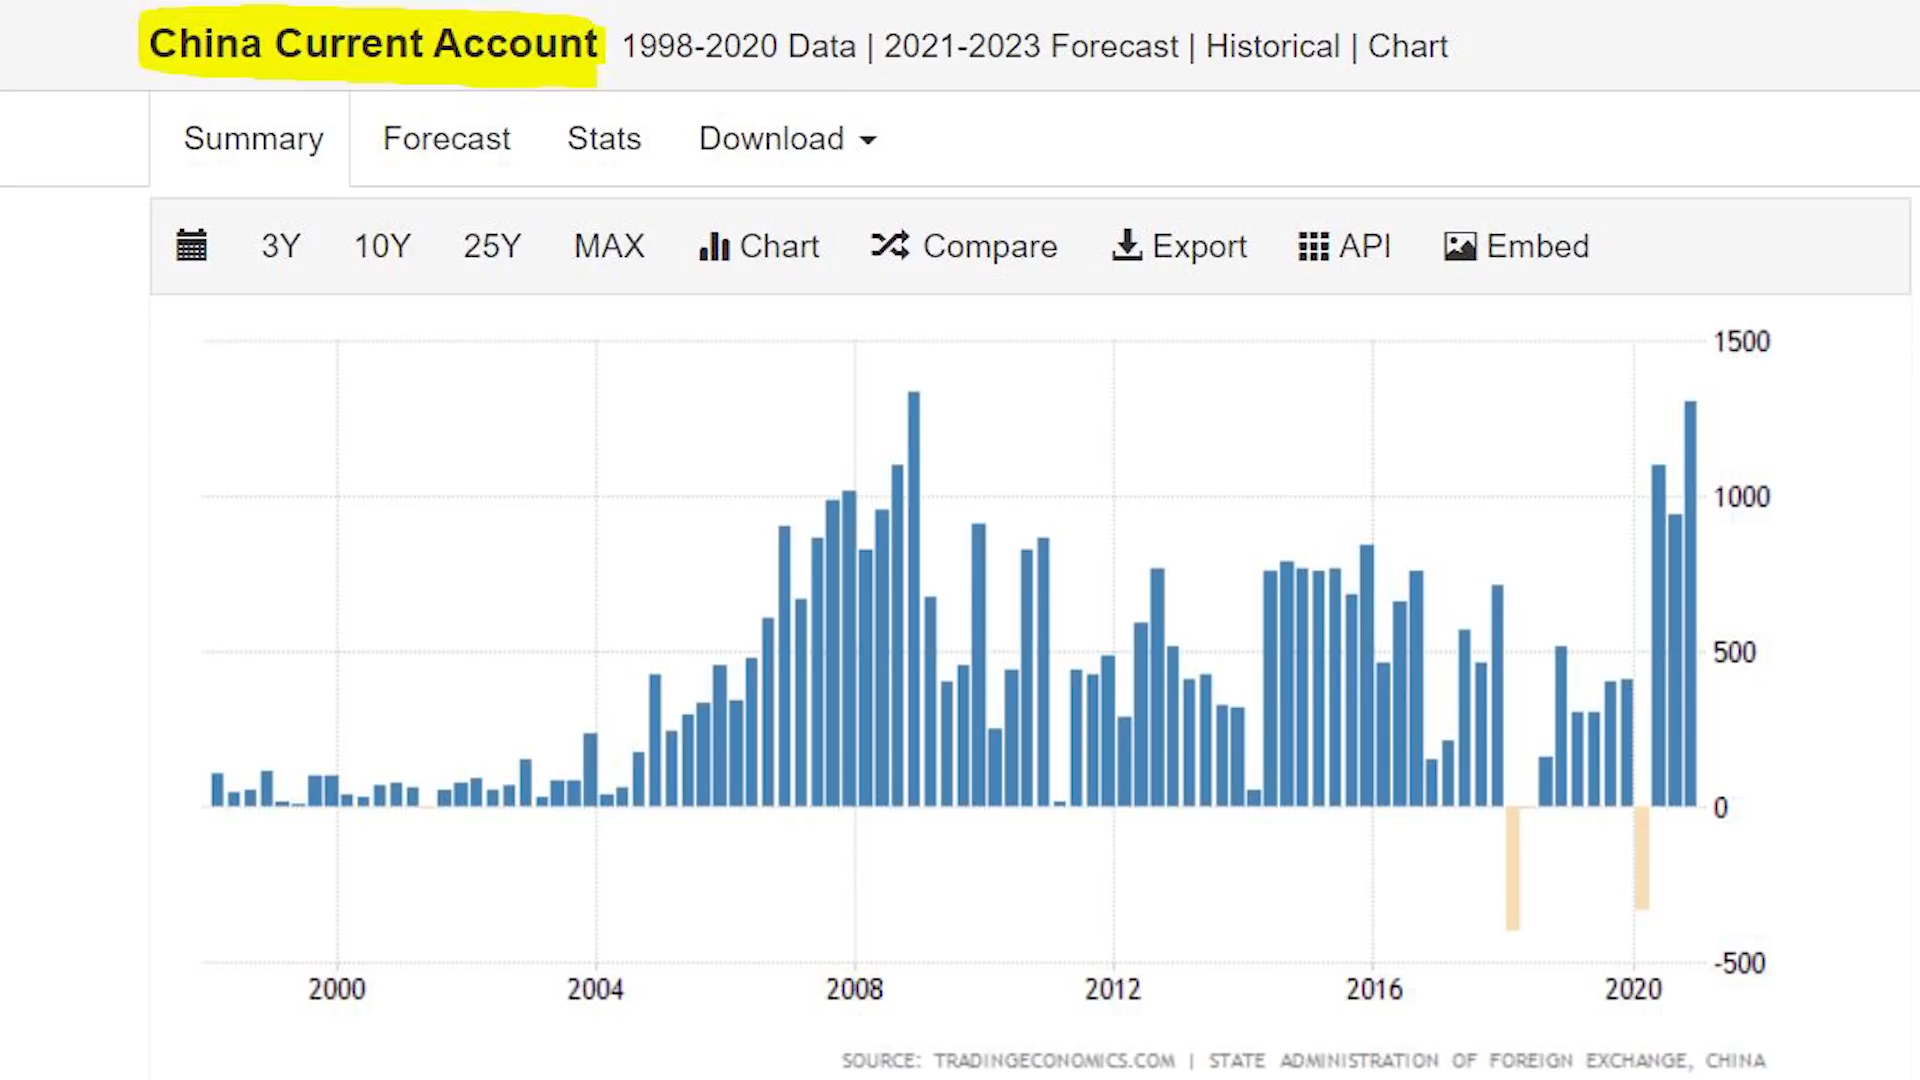 China Current Account 1998-2020 Data | 2021-2023 Forecast | Historical | Chart
Summary Forecast Stats Download
3Y 10Y 25Y MAX Chart Compare Export API Embed
1500
1000
500
0
-500
2000 2004 2008 2012 2016 2020
SOURCE: TRADINGECONOMICS.COM | STATE ADMINISTRATION OF FOREIGN EXCHANGE, CHINA